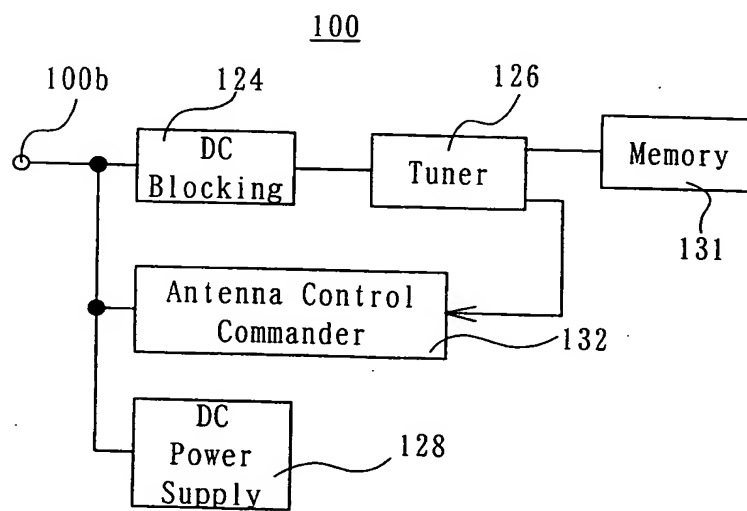 100
100b
124
126
DC
Blocking
Tuner
Memory
131
Antenna Control
Commander
132
DC
Power
Supply
128